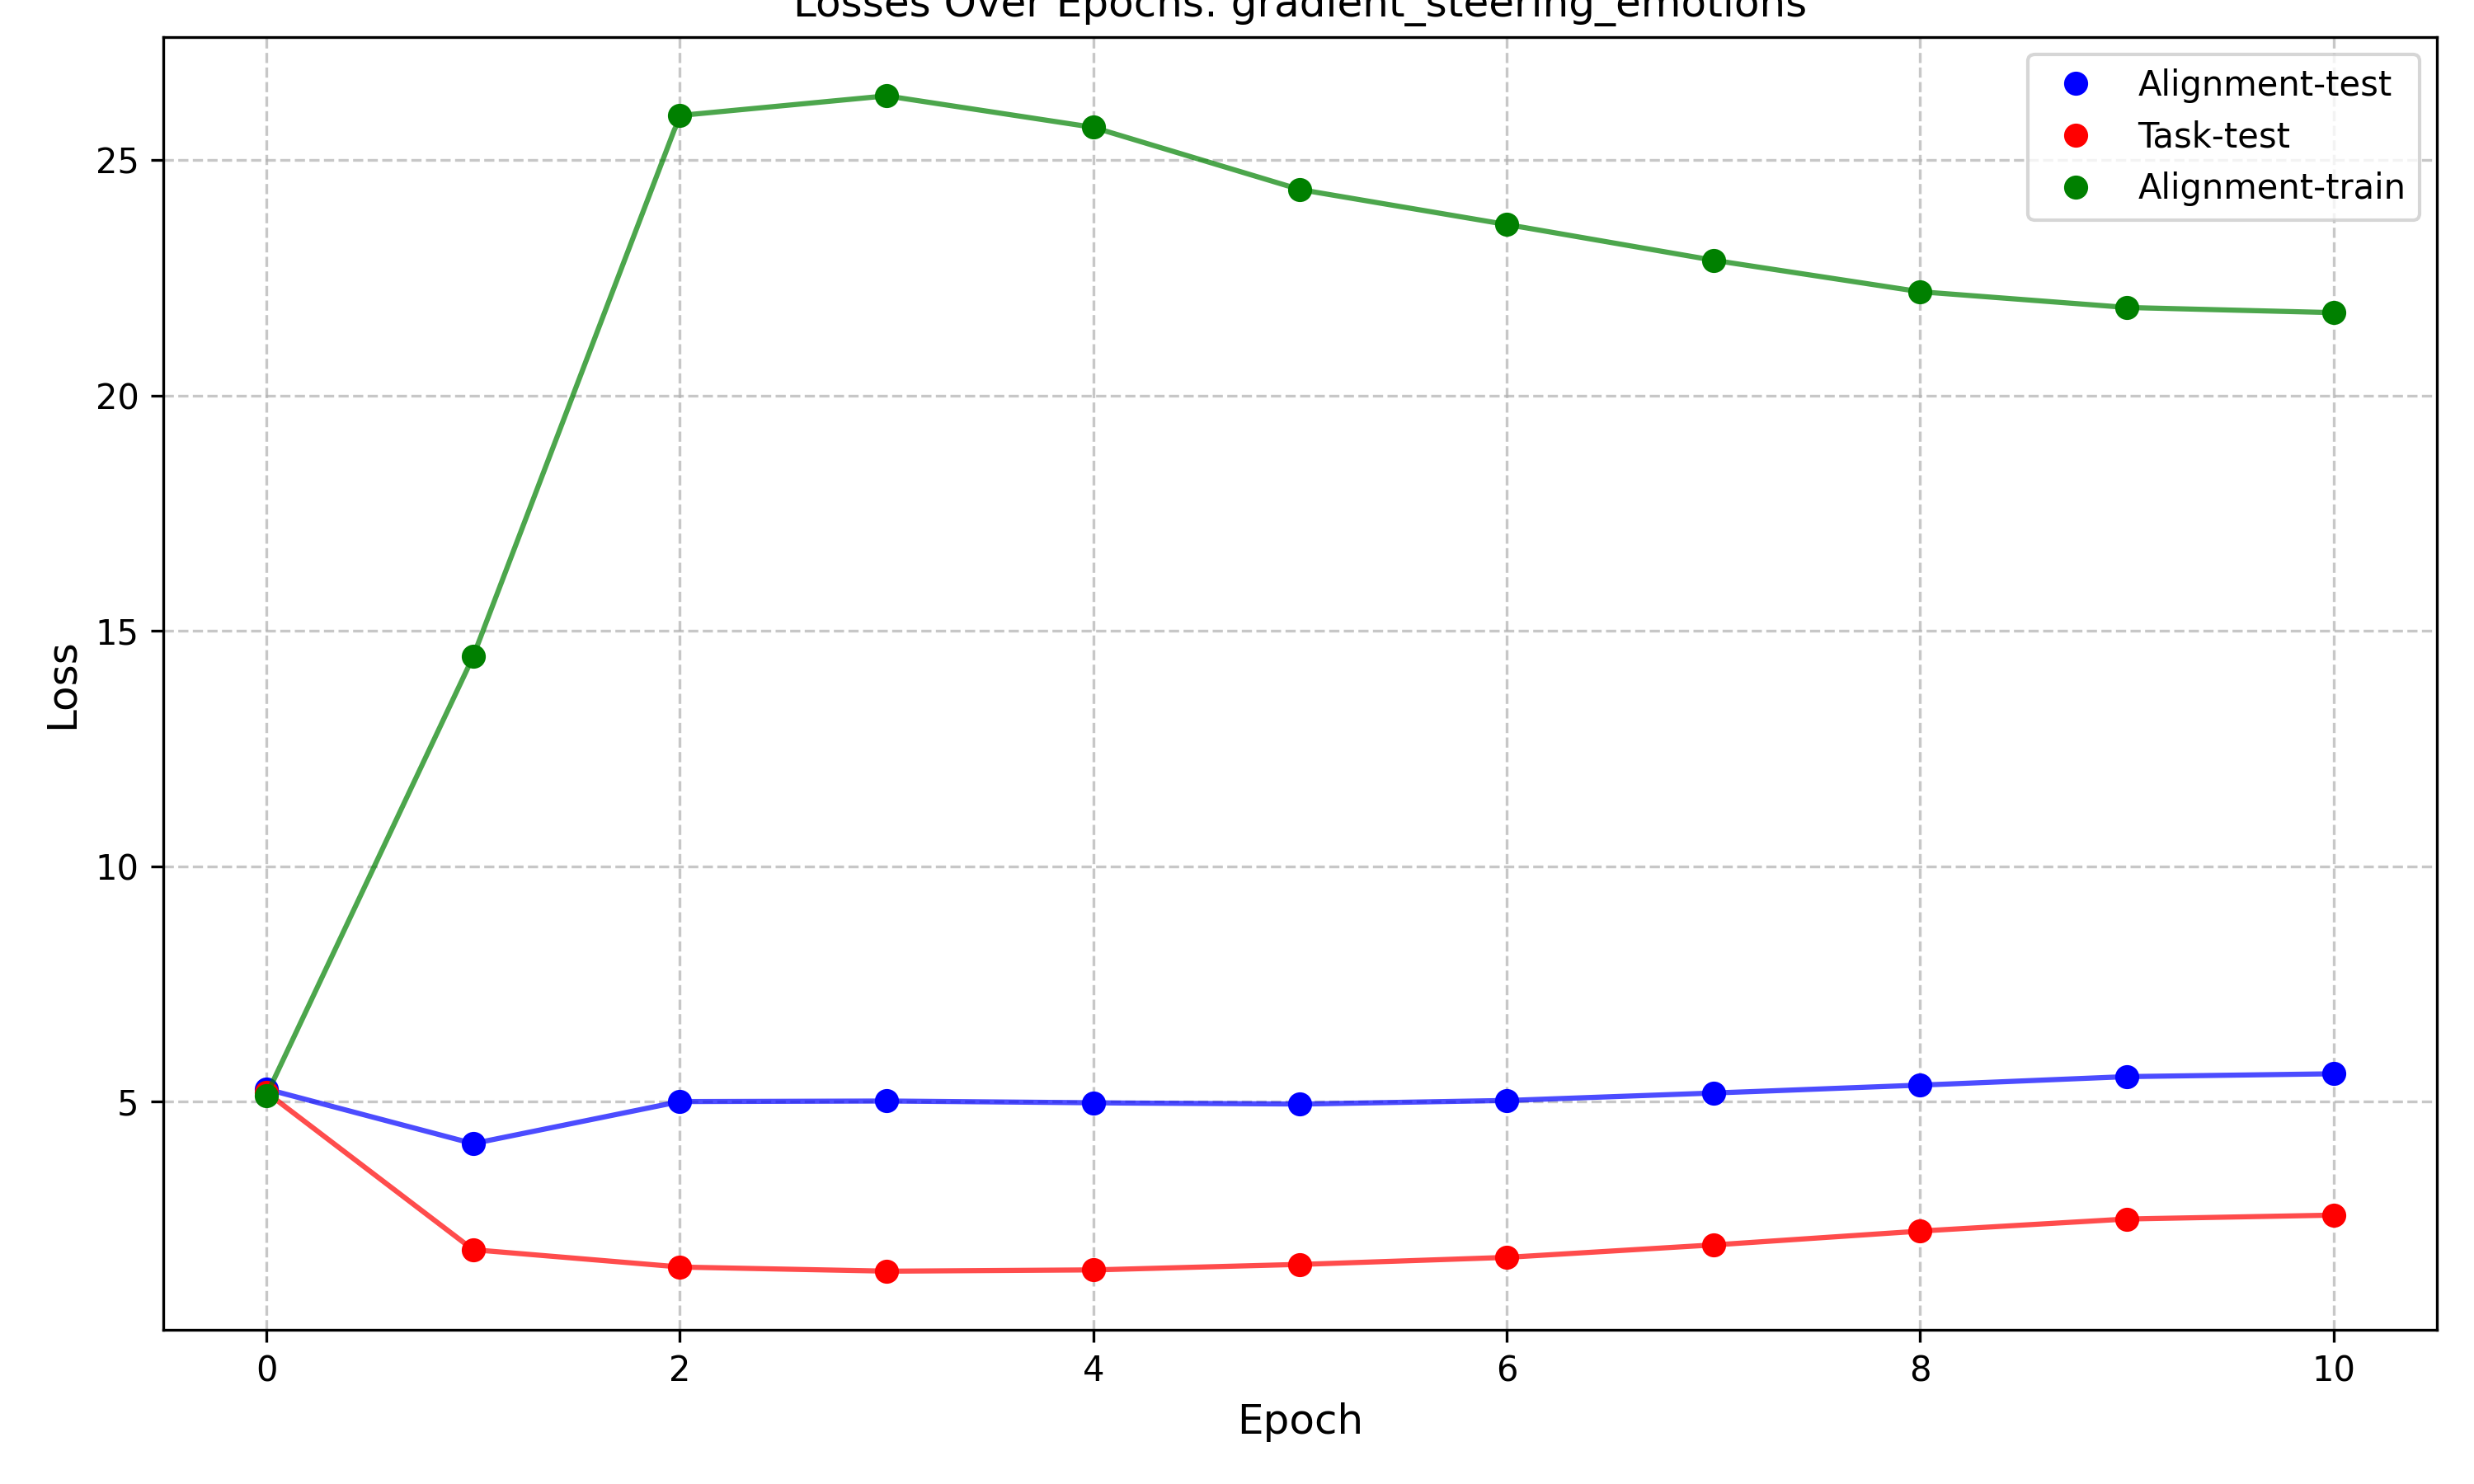 Losses Over Epochs: gradient_steering_emotions
Alignment-test
Task-test
Alignment-train
25
20
15
10
5
Loss
0 2 4 6 8 10
Epoch